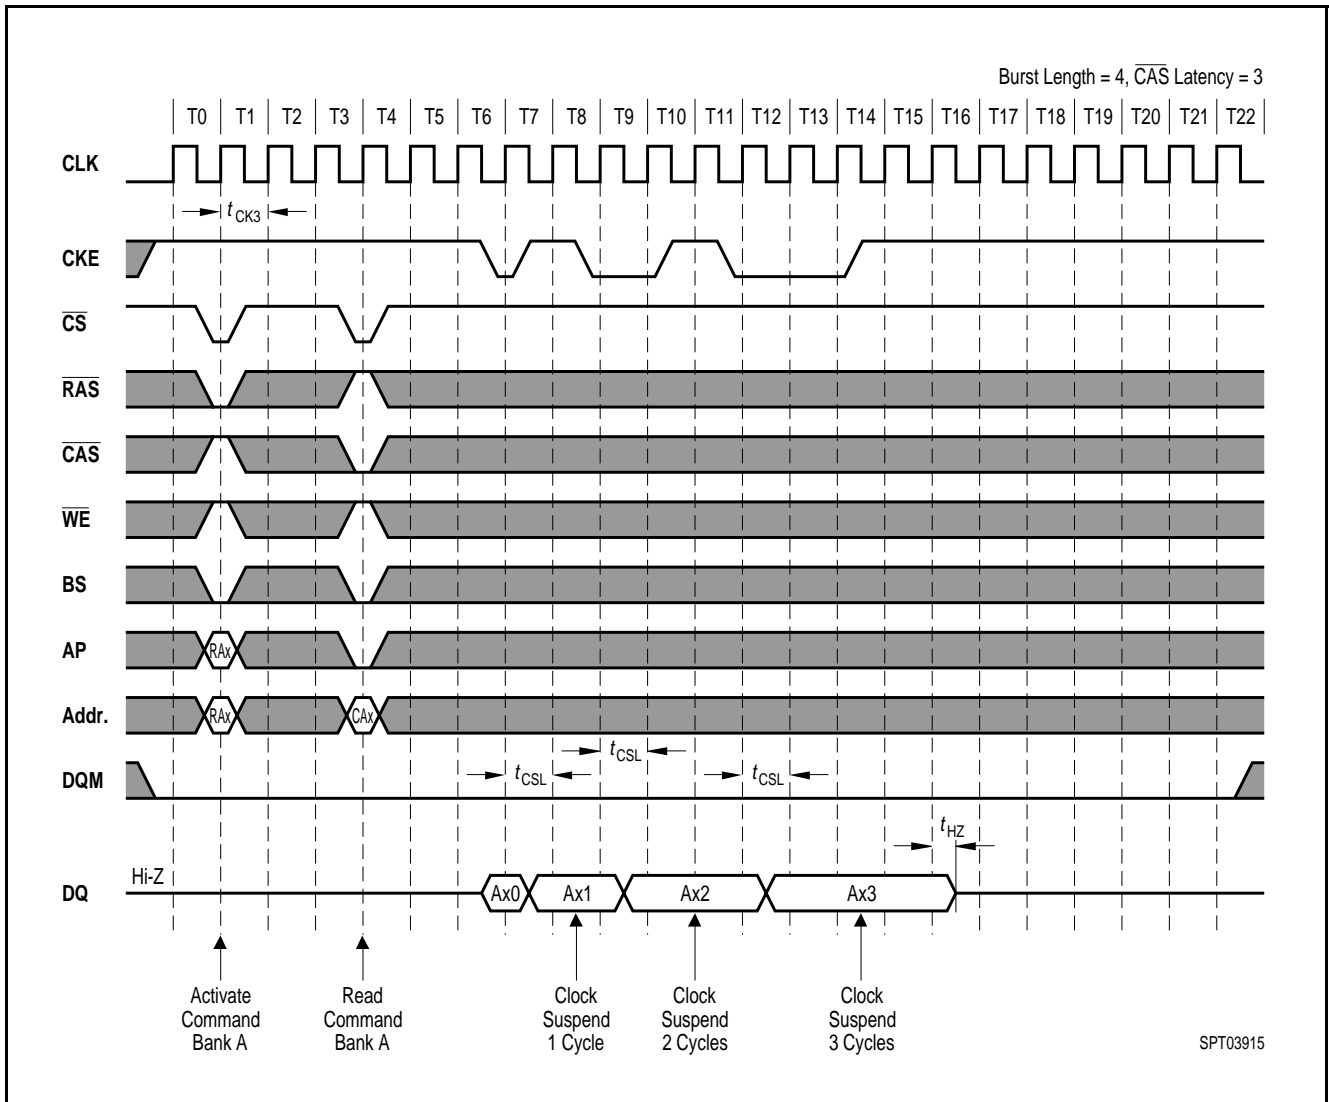 Burst Length = 4, CAS Latency = 3
T0 T1 T2 T3 T4 T5 T6 T7 T8 T9 T10 T11 T12 T13 T14 T15 T16 T17 T18 T19 T20 T21 T22
CLK
tCK3
CKE
CS
RAS
CAS
WE
BS
AP RAx
Addr. RAx CAx
tCSL
DQM tCSL tCSL
tHZ
Hi-Z
DQ Ax0 Ax1 Ax2 Ax3
Activate Command Bank A
Read Command Bank A
Clock Suspend 1 Cycle
Clock Suspend 2 Cycles
Clock Suspend 3 Cycles
SPT03915